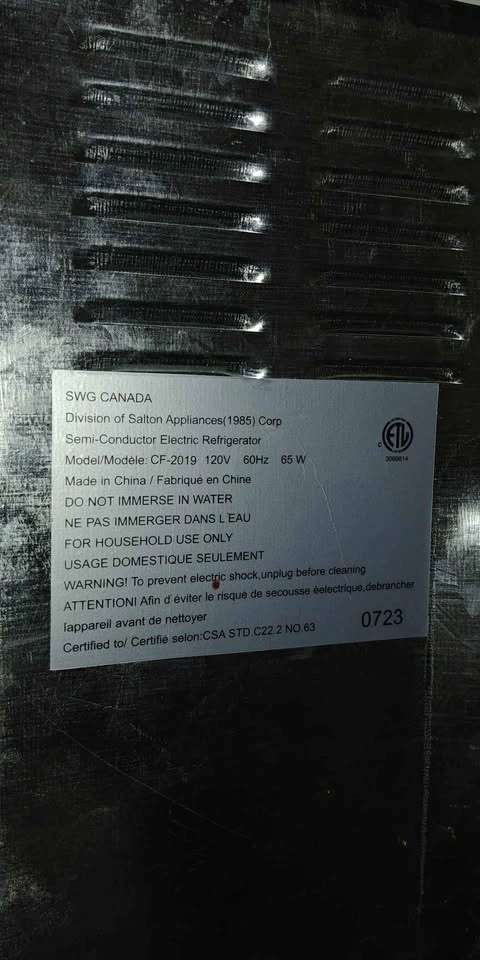 SWG CANADA
Division of Salton Appliances(1985) Corp
Semi-Conductor Electric Refrigerator
Model/Modèle: CF-2019 120V 60Hz 65 W
Made in China / Fabriqué en Chine
DO NOT IMMERSE IN WATER
NE PAS IMMERGER DANS L'EAU
FOR HOUSEHOLD USE ONLY
USAGE DOMESTIQUE SEULEMENT
WARNING! To prevent electric shock,unplug before cleaning
ATTENTION! Afin d'éviter le risque de secousse éelectrique,debrancher
l'appareil avant de nettoyer
Certified to/ Certifié selon:CSA STD.C22.2 NO.63
0723
C ETL
3069814